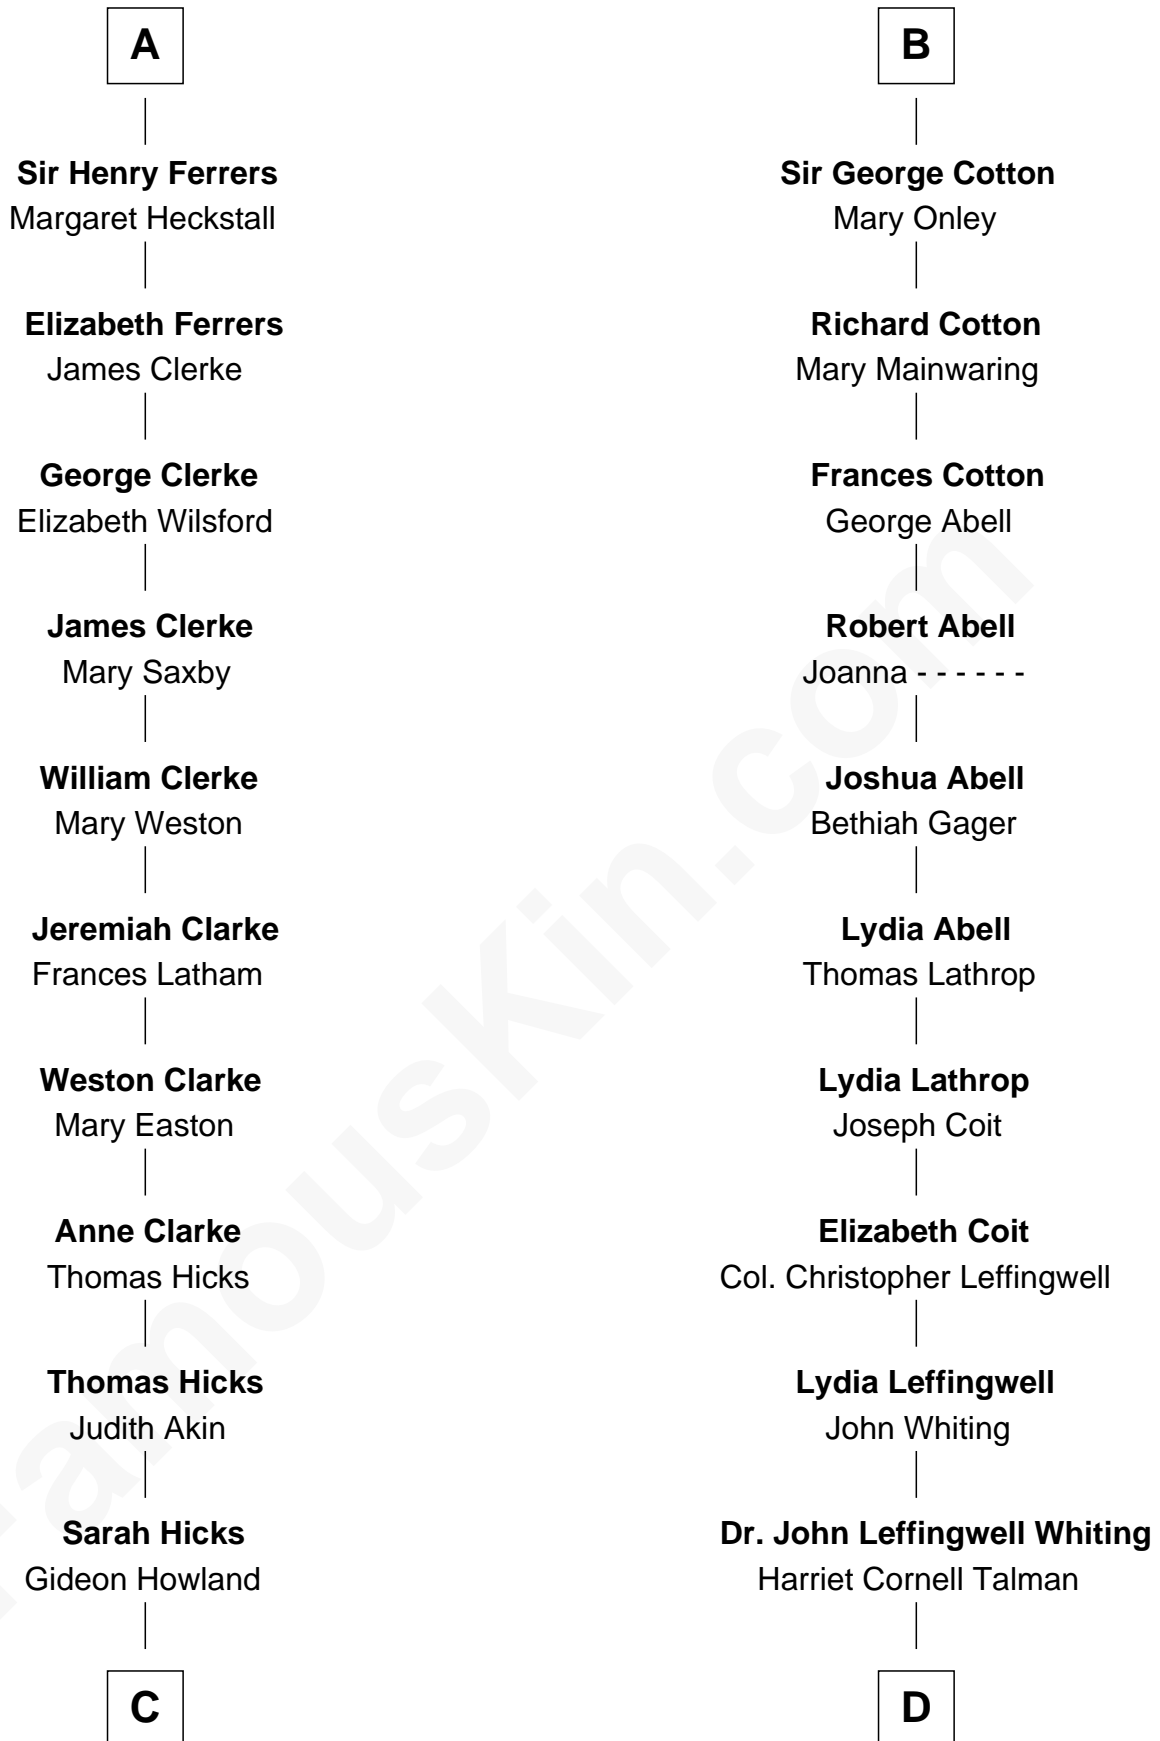 A
Sir Henry Ferrers
Margaret Heckstall
Elizabeth Ferrers
James Clerke
George Clerke
Elizabeth Wilsford
James Clerke
Mary Saxby
William Clerke
Mary Weston
Jeremiah Clarke
Frances Latham
Weston Clarke
Mary Easton
Anne Clarke
Thomas Hicks
Thomas Hicks
Judith Akin
Sarah Hicks
Gideon Howland
C
B
Sir George Cotton
Mary Onley
Richard Cotton
Mary Mainwaring
Frances Cotton
George Abell
Robert Abell
Joanna - - - - - -
Joshua Abell
Bethiah Gager
Lydia Abell
Thomas Lathrop
Lydia Lathrop
Joseph Coit
Elizabeth Coit
Col. Christopher Leffingwell
Lydia Leffingwell
John Whiting
Dr. John Leffingwell Whiting
Harriet Cornell Talman
D
FamousKin.com